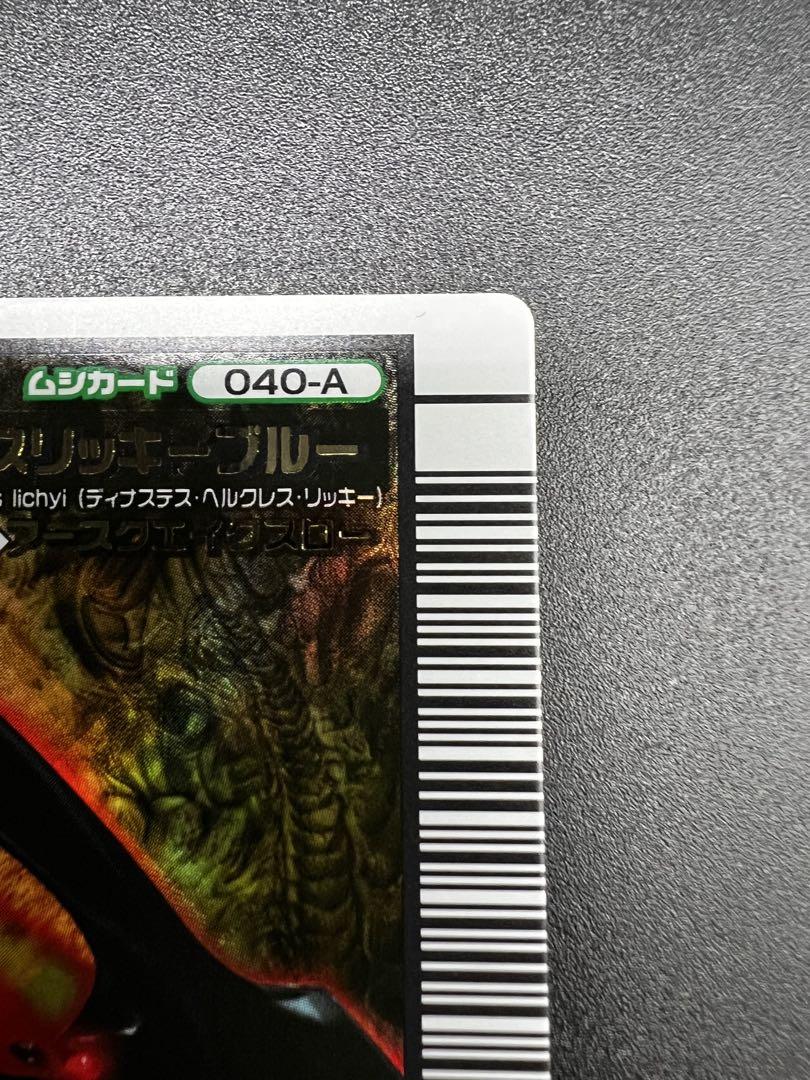 ムシカード 040-A
スリッキーブルー
s lichyi (ディナステス・ヘルクレス・リッキー)
アースクエイクスロー